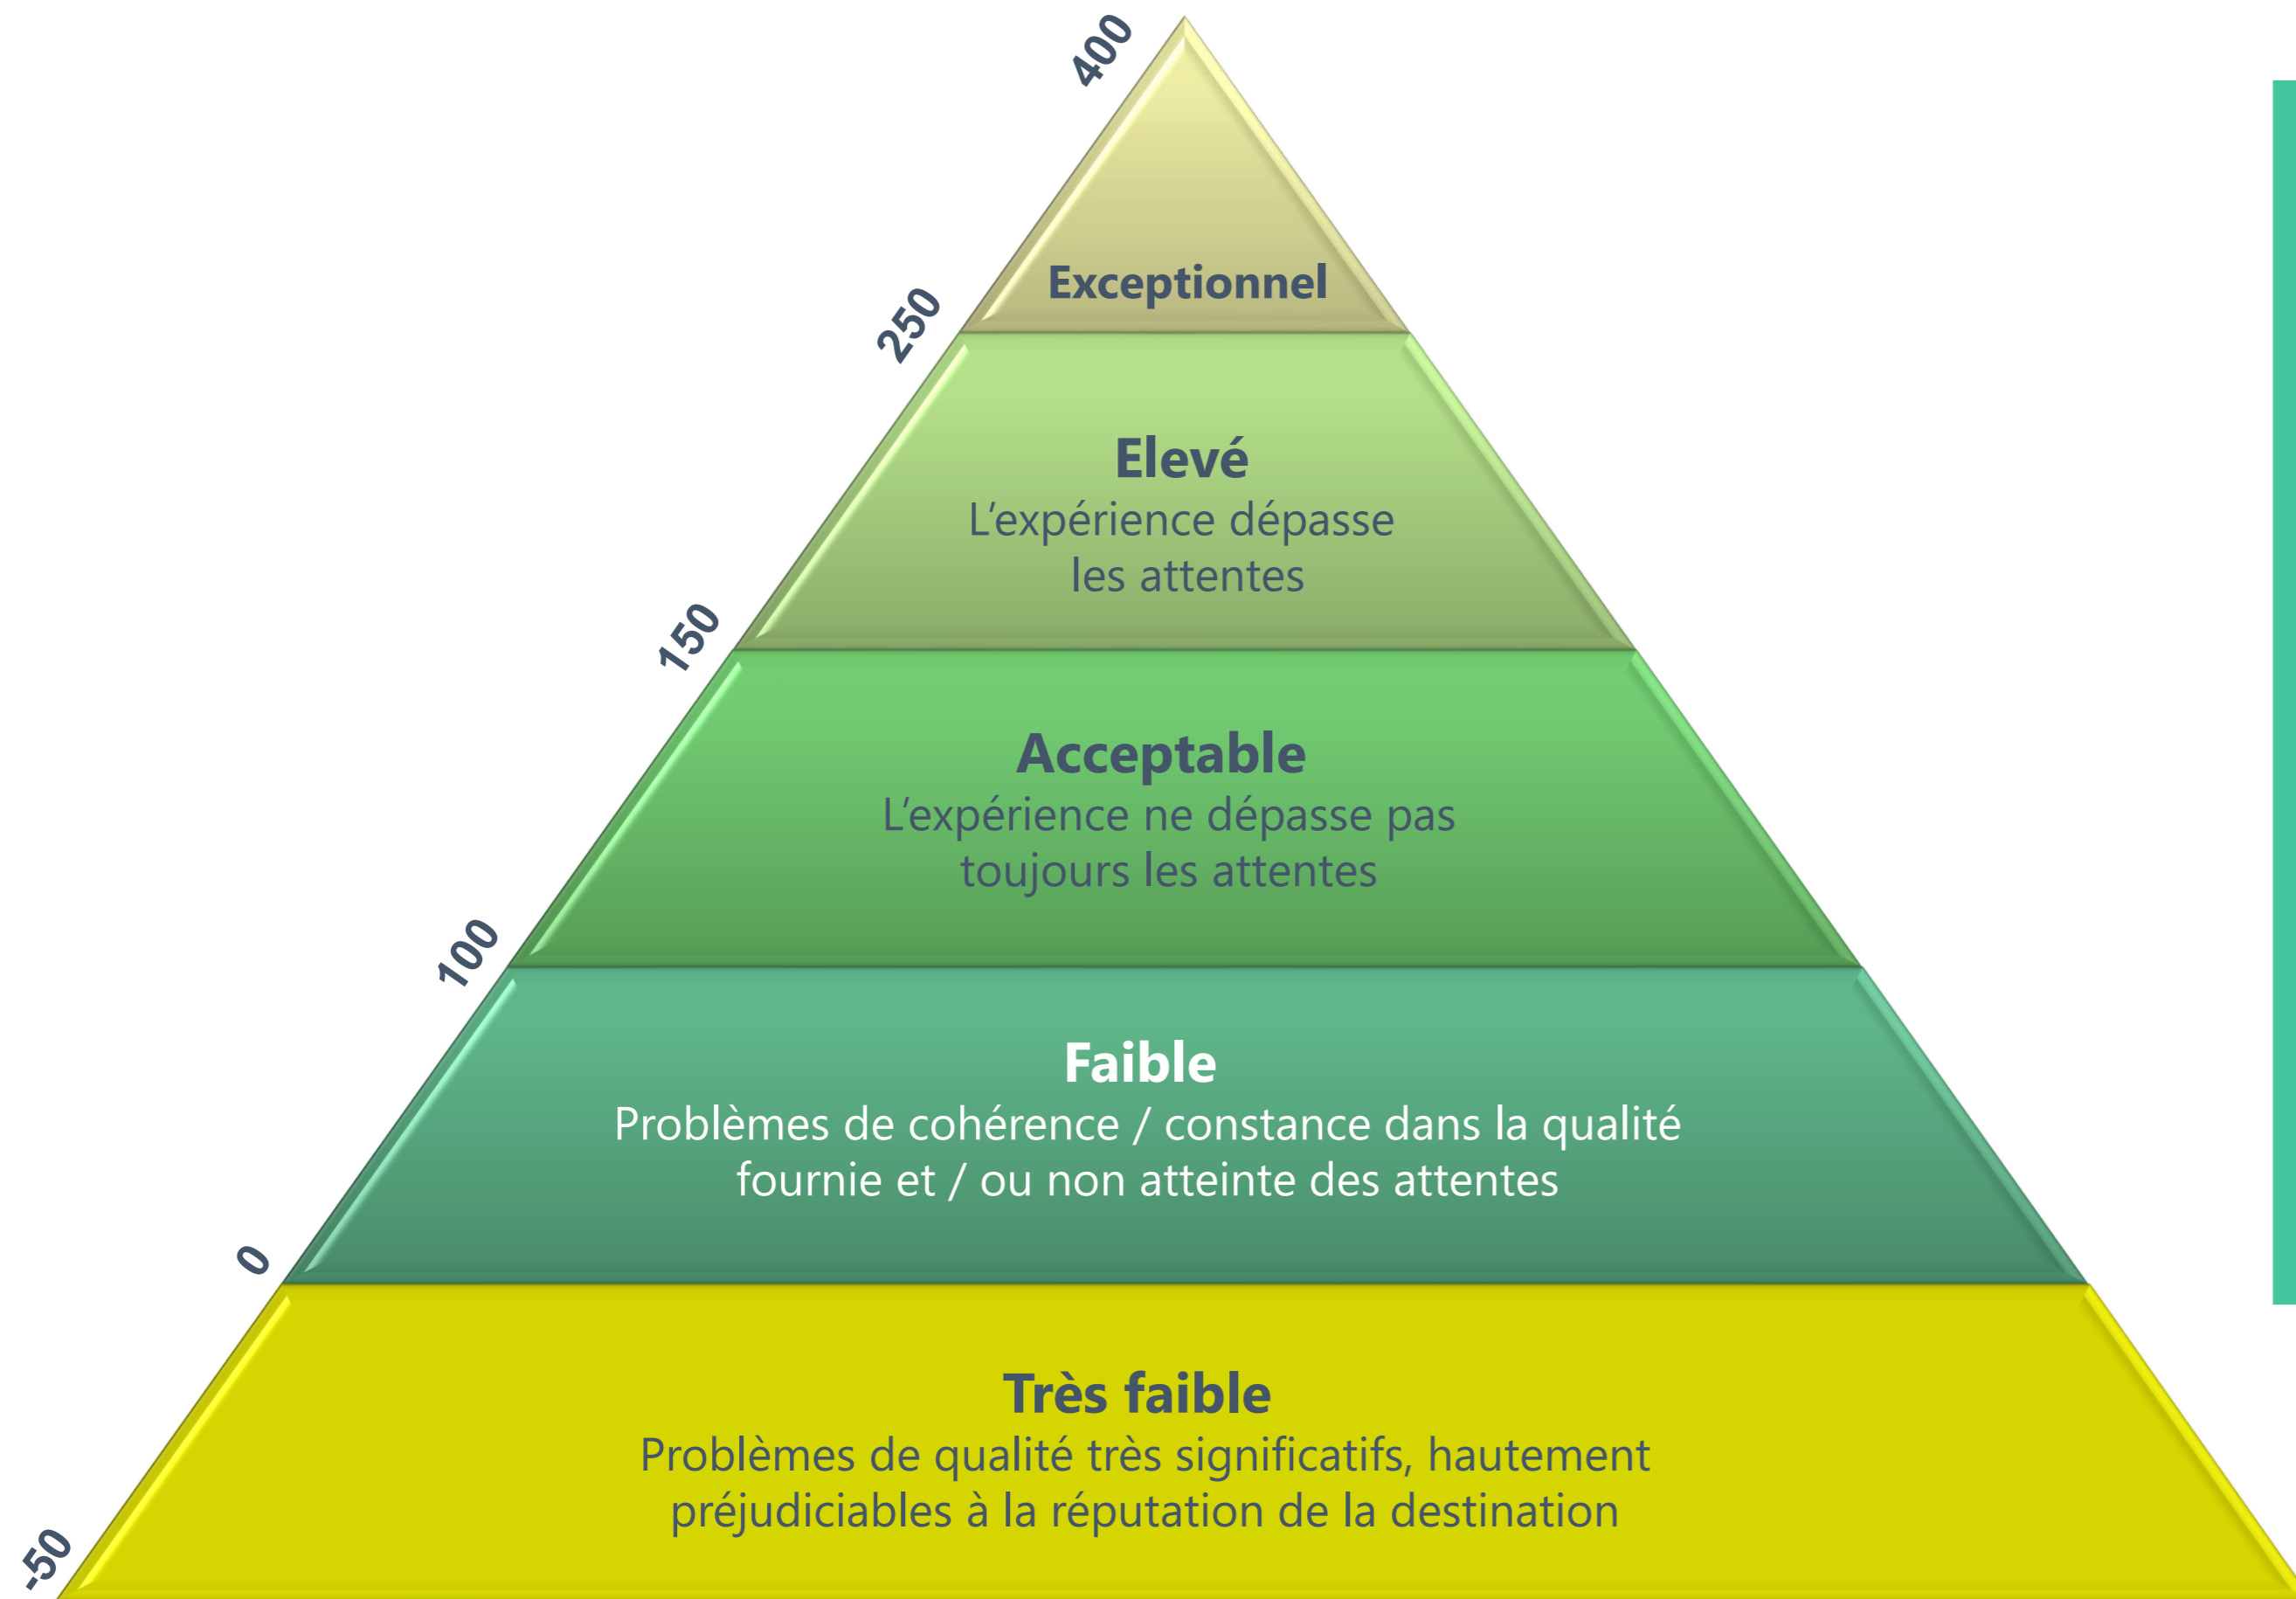 400
Exceptionnel
250
Elevé
L’expérience dépasse
les attentes
150
Acceptable
L’expérience ne dépasse pas
toujours les attentes
100
Faible
Problèmes de cohérence / constance dans la qualité
fournie et / ou non atteinte des attentes
0
Très faible
Problèmes de qualité très significatifs, hautement
préjudiciables à la réputation de la destination
-50